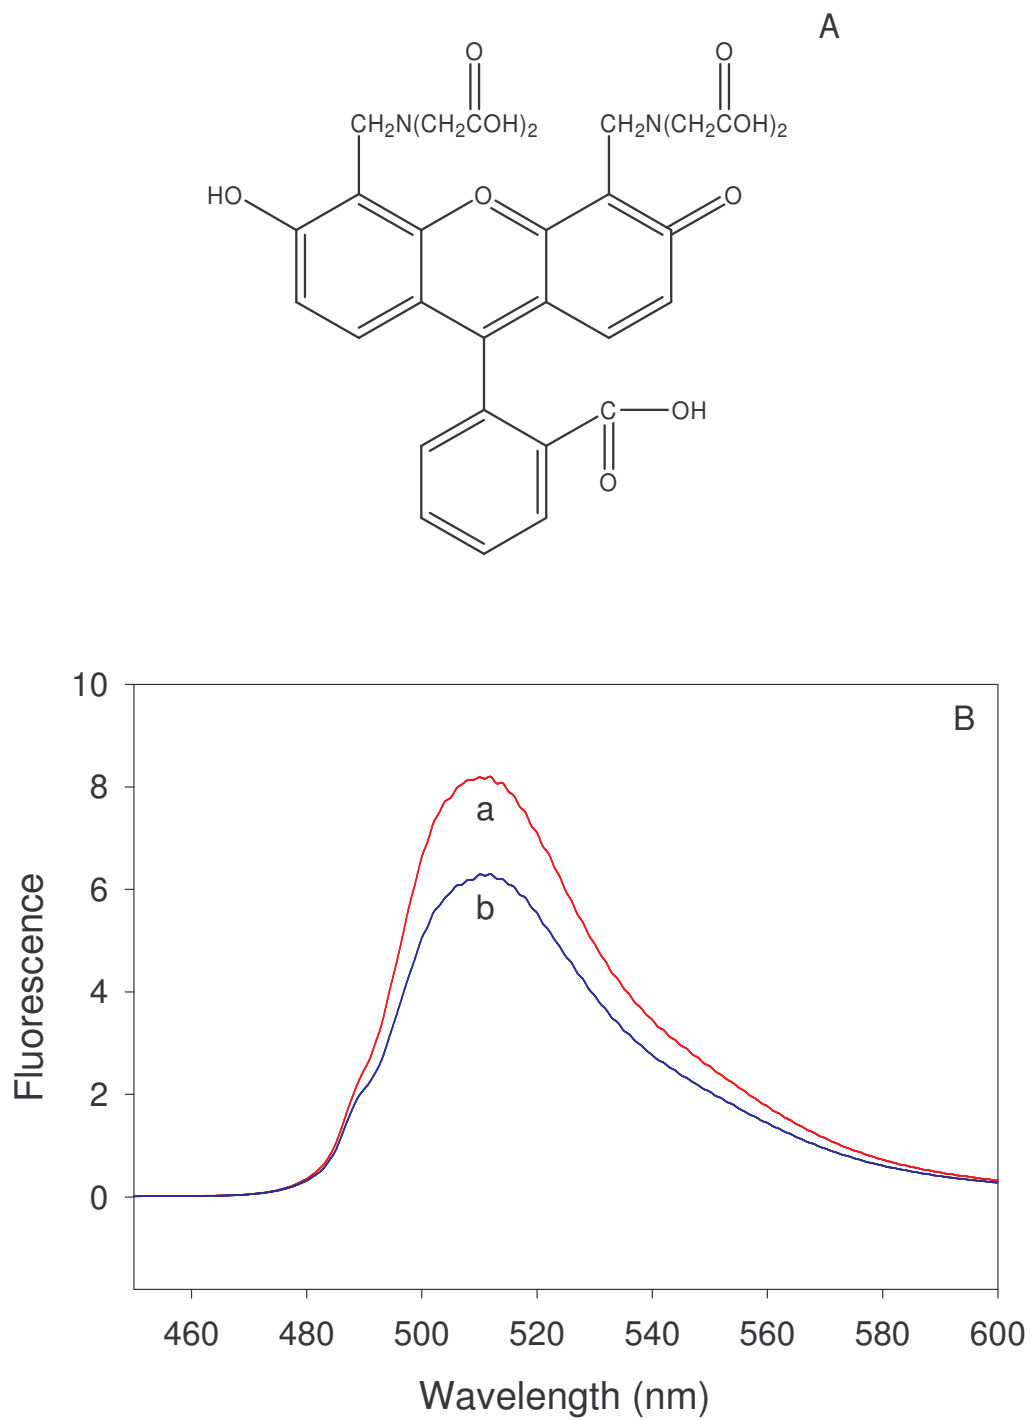 A
O O
CH₂N(CH₂COH)₂ CH₂N(CH₂COH)₂
HO O O
C OH
O
10
B
8
a
6
b
4
2
0
Fluorescence
460 480 500 520 540 560 580 600
Wavelength (nm)